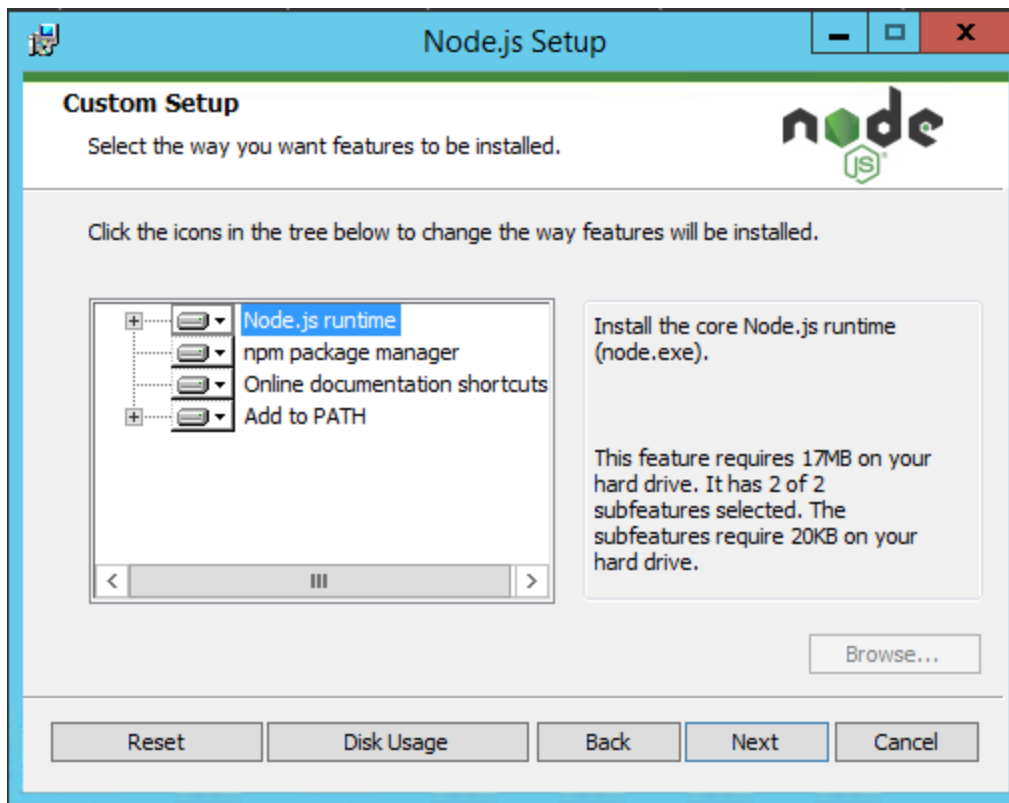 Node.js Setup
Custom Setup
Select the way you want features to be installed.
node
JS
Click the icons in the tree below to change the way features will be installed.
Node.js runtime
npm package manager
Online documentation shortcuts
Add to PATH
Install the core Node.js runtime
(node.exe).
This feature requires 17MB on your
hard drive. It has 2 of 2
subfeatures selected. The
subfeatures require 20KB on your
hard drive.
Browse...
Reset
Disk Usage
Back
Next
Cancel